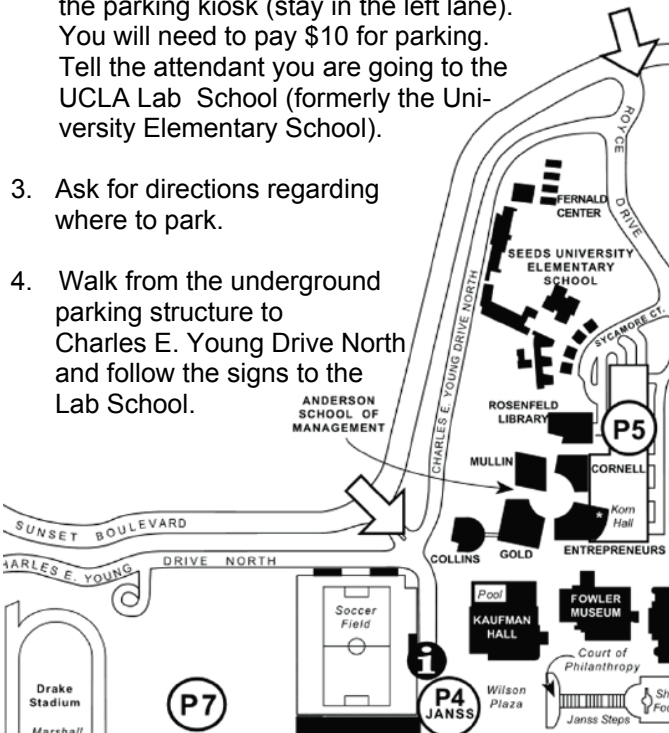 the parking kiosk (stay in the left lane).
You will need to pay $10 for parking.
Tell the attendant you are going to the
UCLA Lab School (formerly the Uni-
versity Elementary School).
3. Ask for directions regarding
where to park.
4. Walk from the underground
parking structure to
Charles E. Young Drive North
and follow the signs to the
Lab School.
ROYCE DRIVE
FERNALD
CENTER
SEEDS UNIVERSITY
ELEMENTARY
SCHOOL
CHARLES E. YOUNG DRIVE NORTH
SYCAMORE CT.
ANDERSON
SCHOOL OF
MANAGEMENT
ROSENFELD
LIBRARY
P5
MULLIN
CORNELL
Korn
Hall
*
COLLINS
GOLD
ENTREPRENEURS
SUNSET BOULEVARD
CHARLES E. YOUNG DRIVE NORTH
Soccer
Field
Pool
KAUFMAN
HALL
FOWLER
MUSEUM
Court of
Philanthropy
i
Drake
Stadium
Marshall
P7
P4
JANSS
Wilson
Plaza
Janss Steps